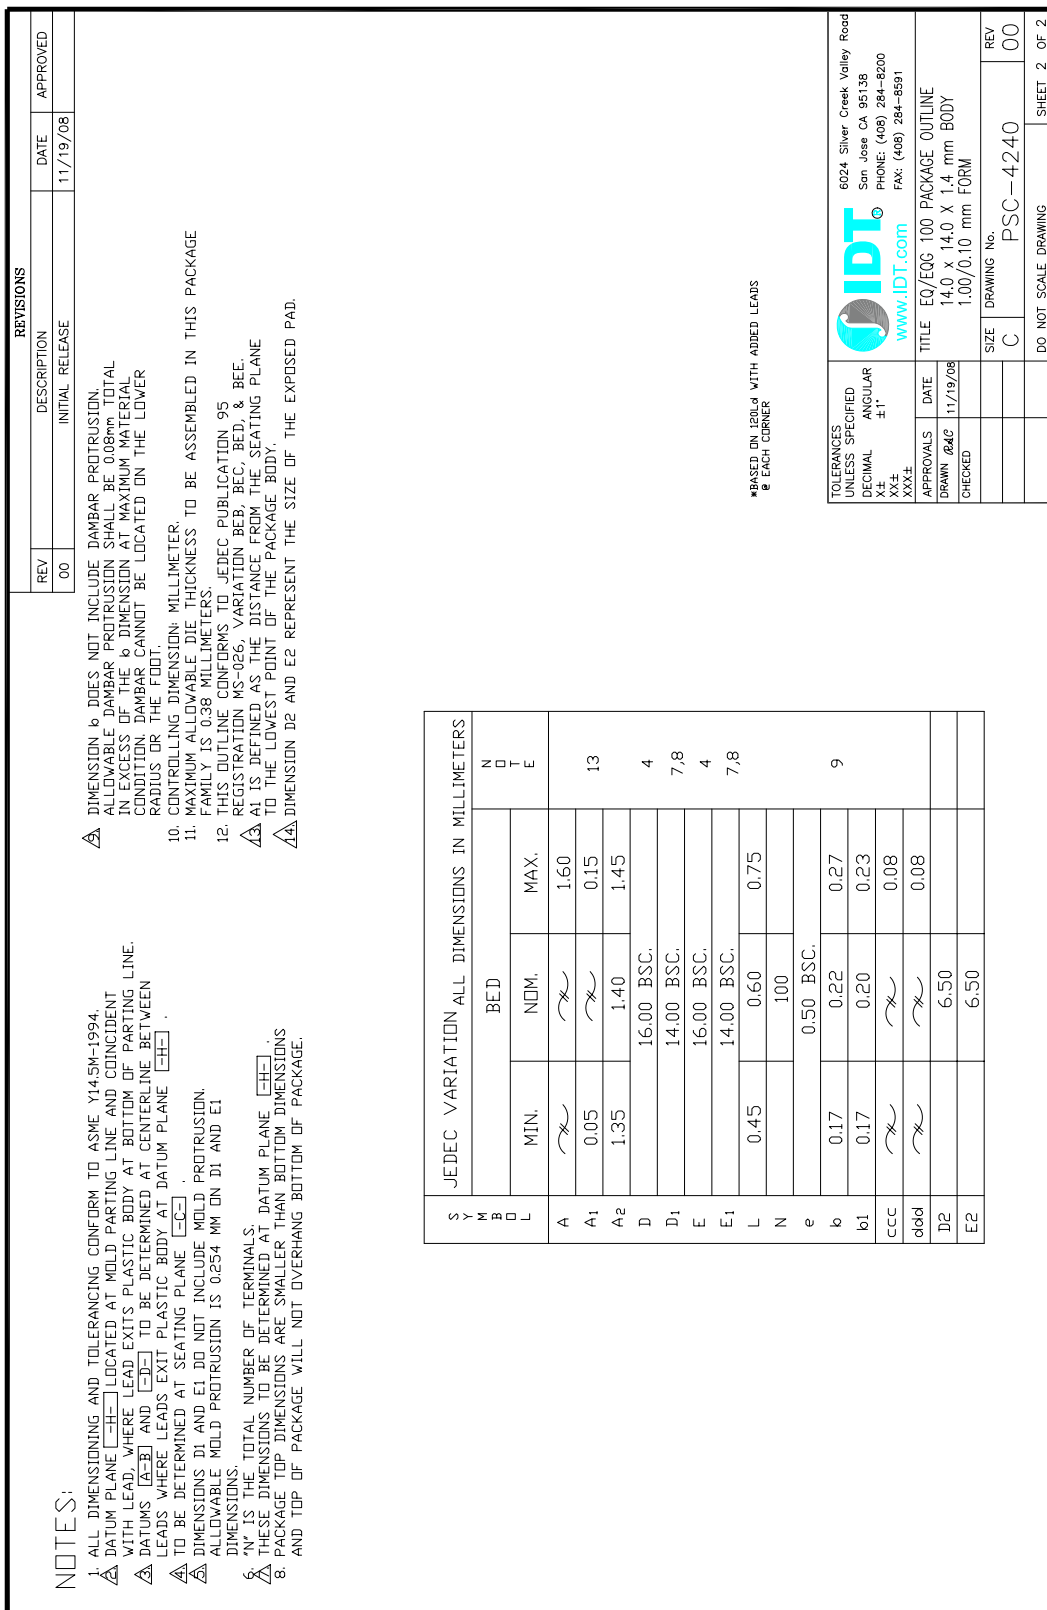 REVISIONS
REV DESCRIPTION DATE APPROVED
00 INITIAL RELEASE 11/19/08
NOTES:
1. ALL DIMENSIONING AND TOLERANCING CONFORM TO ASME Y14.5M-1994.
2. DATUM PLANE -H- LOCATED AT MOLD PARTING LINE AND COINCIDENT
WITH LEAD, WHERE LEAD EXITS PLASTIC BODY AT BOTTOM OF PARTING LINE.
3. DATUMS A-B AND -D- TO BE DETERMINED AT CENTERLINE BETWEEN
LEADS WHERE LEADS EXIT PLASTIC BODY AT DATUM PLANE -H- .
4. TO BE DETERMINED AT SEATING PLANE -C- .
5. DIMENSIONS D1 AND E1 DO NOT INCLUDE MOLD PROTRUSION.
ALLOWABLE MOLD PROTRUSION IS 0.254 MM ON D1 AND E1
DIMENSIONS.
6. "N" IS THE TOTAL NUMBER OF TERMINALS.
7. THESE DIMENSIONS TO BE DETERMINED AT DATUM PLANE -H- .
8. PACKAGE TOP DIMENSIONS ARE SMALLER THAN BOTTOM DIMENSIONS
AND TOP OF PACKAGE WILL NOT OVERHANG BOTTOM OF PACKAGE.
9. DIMENSION b DOES NOT INCLUDE DAMBAR PROTRUSION.
ALLOWABLE DAMBAR PROTRUSION SHALL BE 0.08mm TOTAL
IN EXCESS OF THE b DIMENSION AT MAXIMUM MATERIAL
CONDITION. DAMBAR CANNOT BE LOCATED ON THE LOWER
RADIUS OR THE FOOT.
10. CONTROLLING DIMENSION: MILLIMETER.
11. MAXIMUM ALLOWABLE DIE THICKNESS TO BE ASSEMBLED IN THIS PACKAGE
FAMILY IS 0.38 MILLIMETERS.
12. THIS OUTLINE CONFORMS TO JEDEC PUBLICATION 95
REGISTRATION MS-026, VARIATION BEB, BEC, BED, & BEE.
13. A1 IS DEFINED AS THE DISTANCE FROM THE SEATING PLANE
TO THE LOWEST POINT OF THE PACKAGE BODY.
14. DIMENSION D2 AND E2 REPRESENT THE SIZE OF THE EXPOSED PAD.
SYMBOL JEDEC VARIATION ALL DIMENSIONS IN MILLIMETERS
BED NOTE
MIN. NOM. MAX.
A 1.60
A1 0.05 0.15 13
A2 1.35 1.40 1.45
D 16.00 BSC. 4
D1 14.00 BSC. 7,8
E 16.00 BSC. 4
E1 14.00 BSC. 7,8
L 0.45 0.60 0.75
N 100
e 0.50 BSC.
b 0.17 0.22 0.27 9
b1 0.17 0.20 0.23
ccc 0.08
ddd 0.08
D2 6.50
E2 6.50
*BASED ON 120Ld WITH ADDED LEADS
@ EACH CORNER
TOLERANCES
UNLESS SPECIFIED
DECIMAL ANGULAR
X± ±1°
XX±
XXX±
IDT®
www.IDT.com
6024 Silver Creek Valley Road
San Jose CA 95138
PHONE: (408) 284-8200
FAX: (408) 284-8591
APPROVALS DATE
DRAWN RAC 11/19/08
CHECKED
TITLE EQ/EQG 100 PACKAGE OUTLINE
14.0 x 14.0 X 1.4 mm BODY
1.00/0.10 mm FORM
SIZE DRAWING No. REV
C PSC-4240 00
DO NOT SCALE DRAWING SHEET 2 OF 2